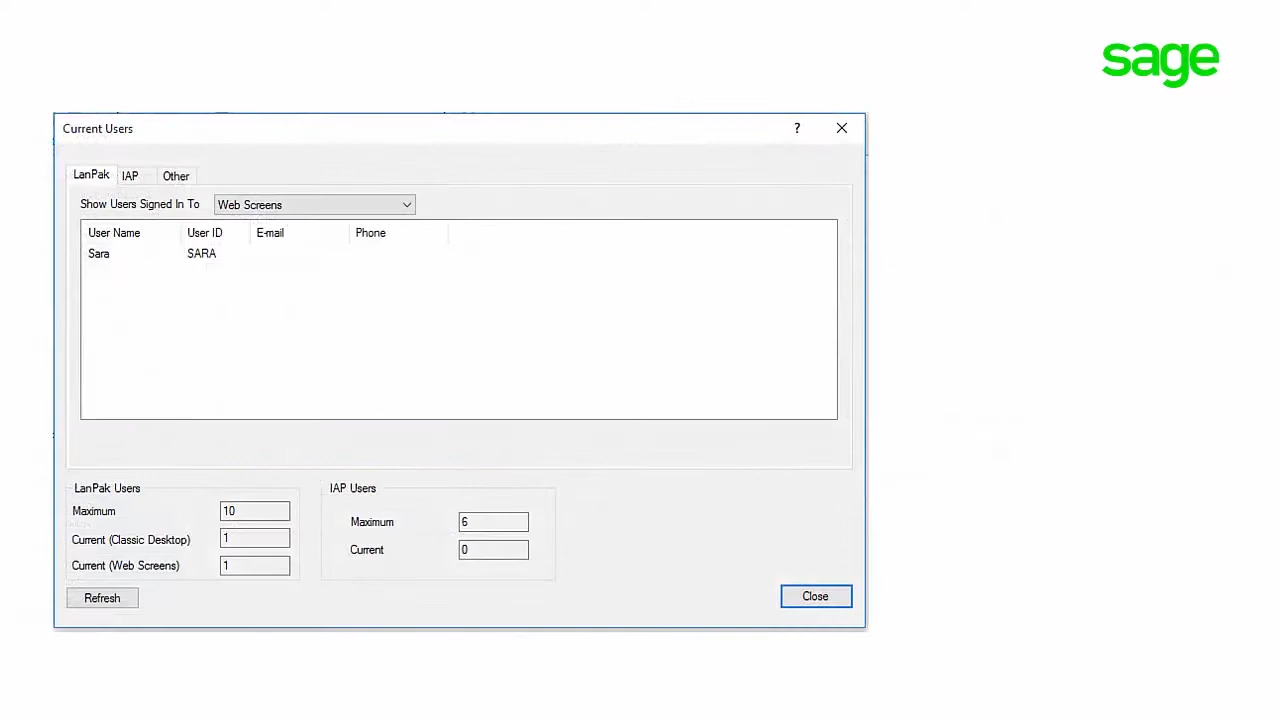 sage
Current Users ?
LanPak IAP Other
Show Users Signed In To Web Screens
User Name User ID E-mail Phone
Sara SARA
LanPak Users
Maximum 10
Current (Classic Desktop) 1
Current (Web Screens) 1
IAP Users
Maximum 6
Current 0
Refresh
Close